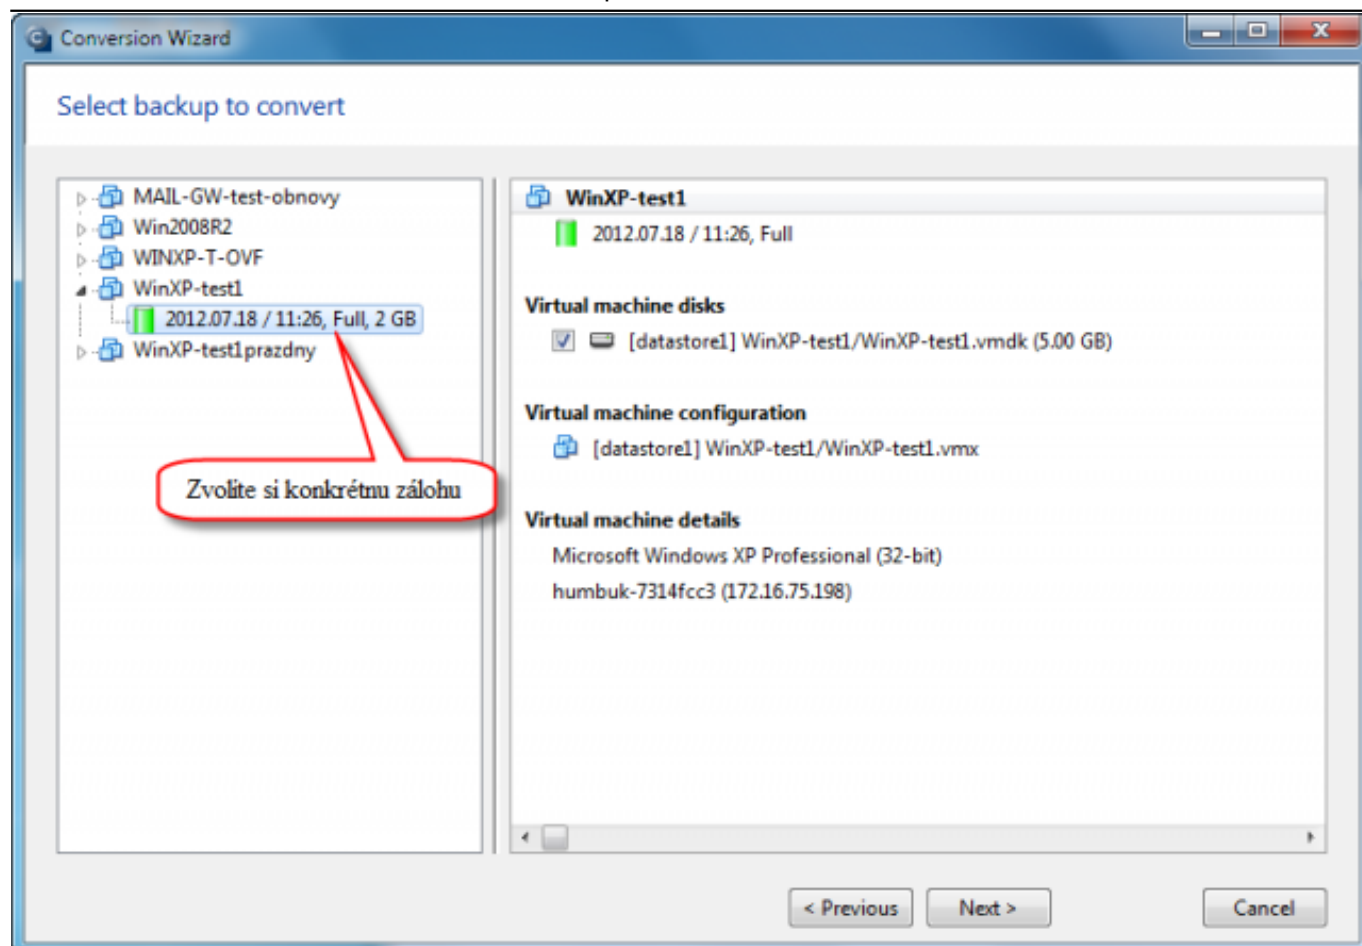 Conversion Wizard
Select backup to convert
MAIL-GW-test-obnovy
Win2008R2
WINXP-T-OVF
WinXP-test1
2012.07.18 / 11:26, Full, 2 GB
WinXP-test1prazdny
Zvolíte si konkrétnu zálohu
WinXP-test1
2012.07.18 / 11:26, Full
Virtual machine disks
[datastore1] WinXP-test1/WinXP-test1.vmdk (5.00 GB)
Virtual machine configuration
[datastore1] WinXP-test1/WinXP-test1.vmx
Virtual machine details
Microsoft Windows XP Professional (32-bit)
humbuk-7314fcc3 (172.16.75.198)
< Previous
Next >
Cancel